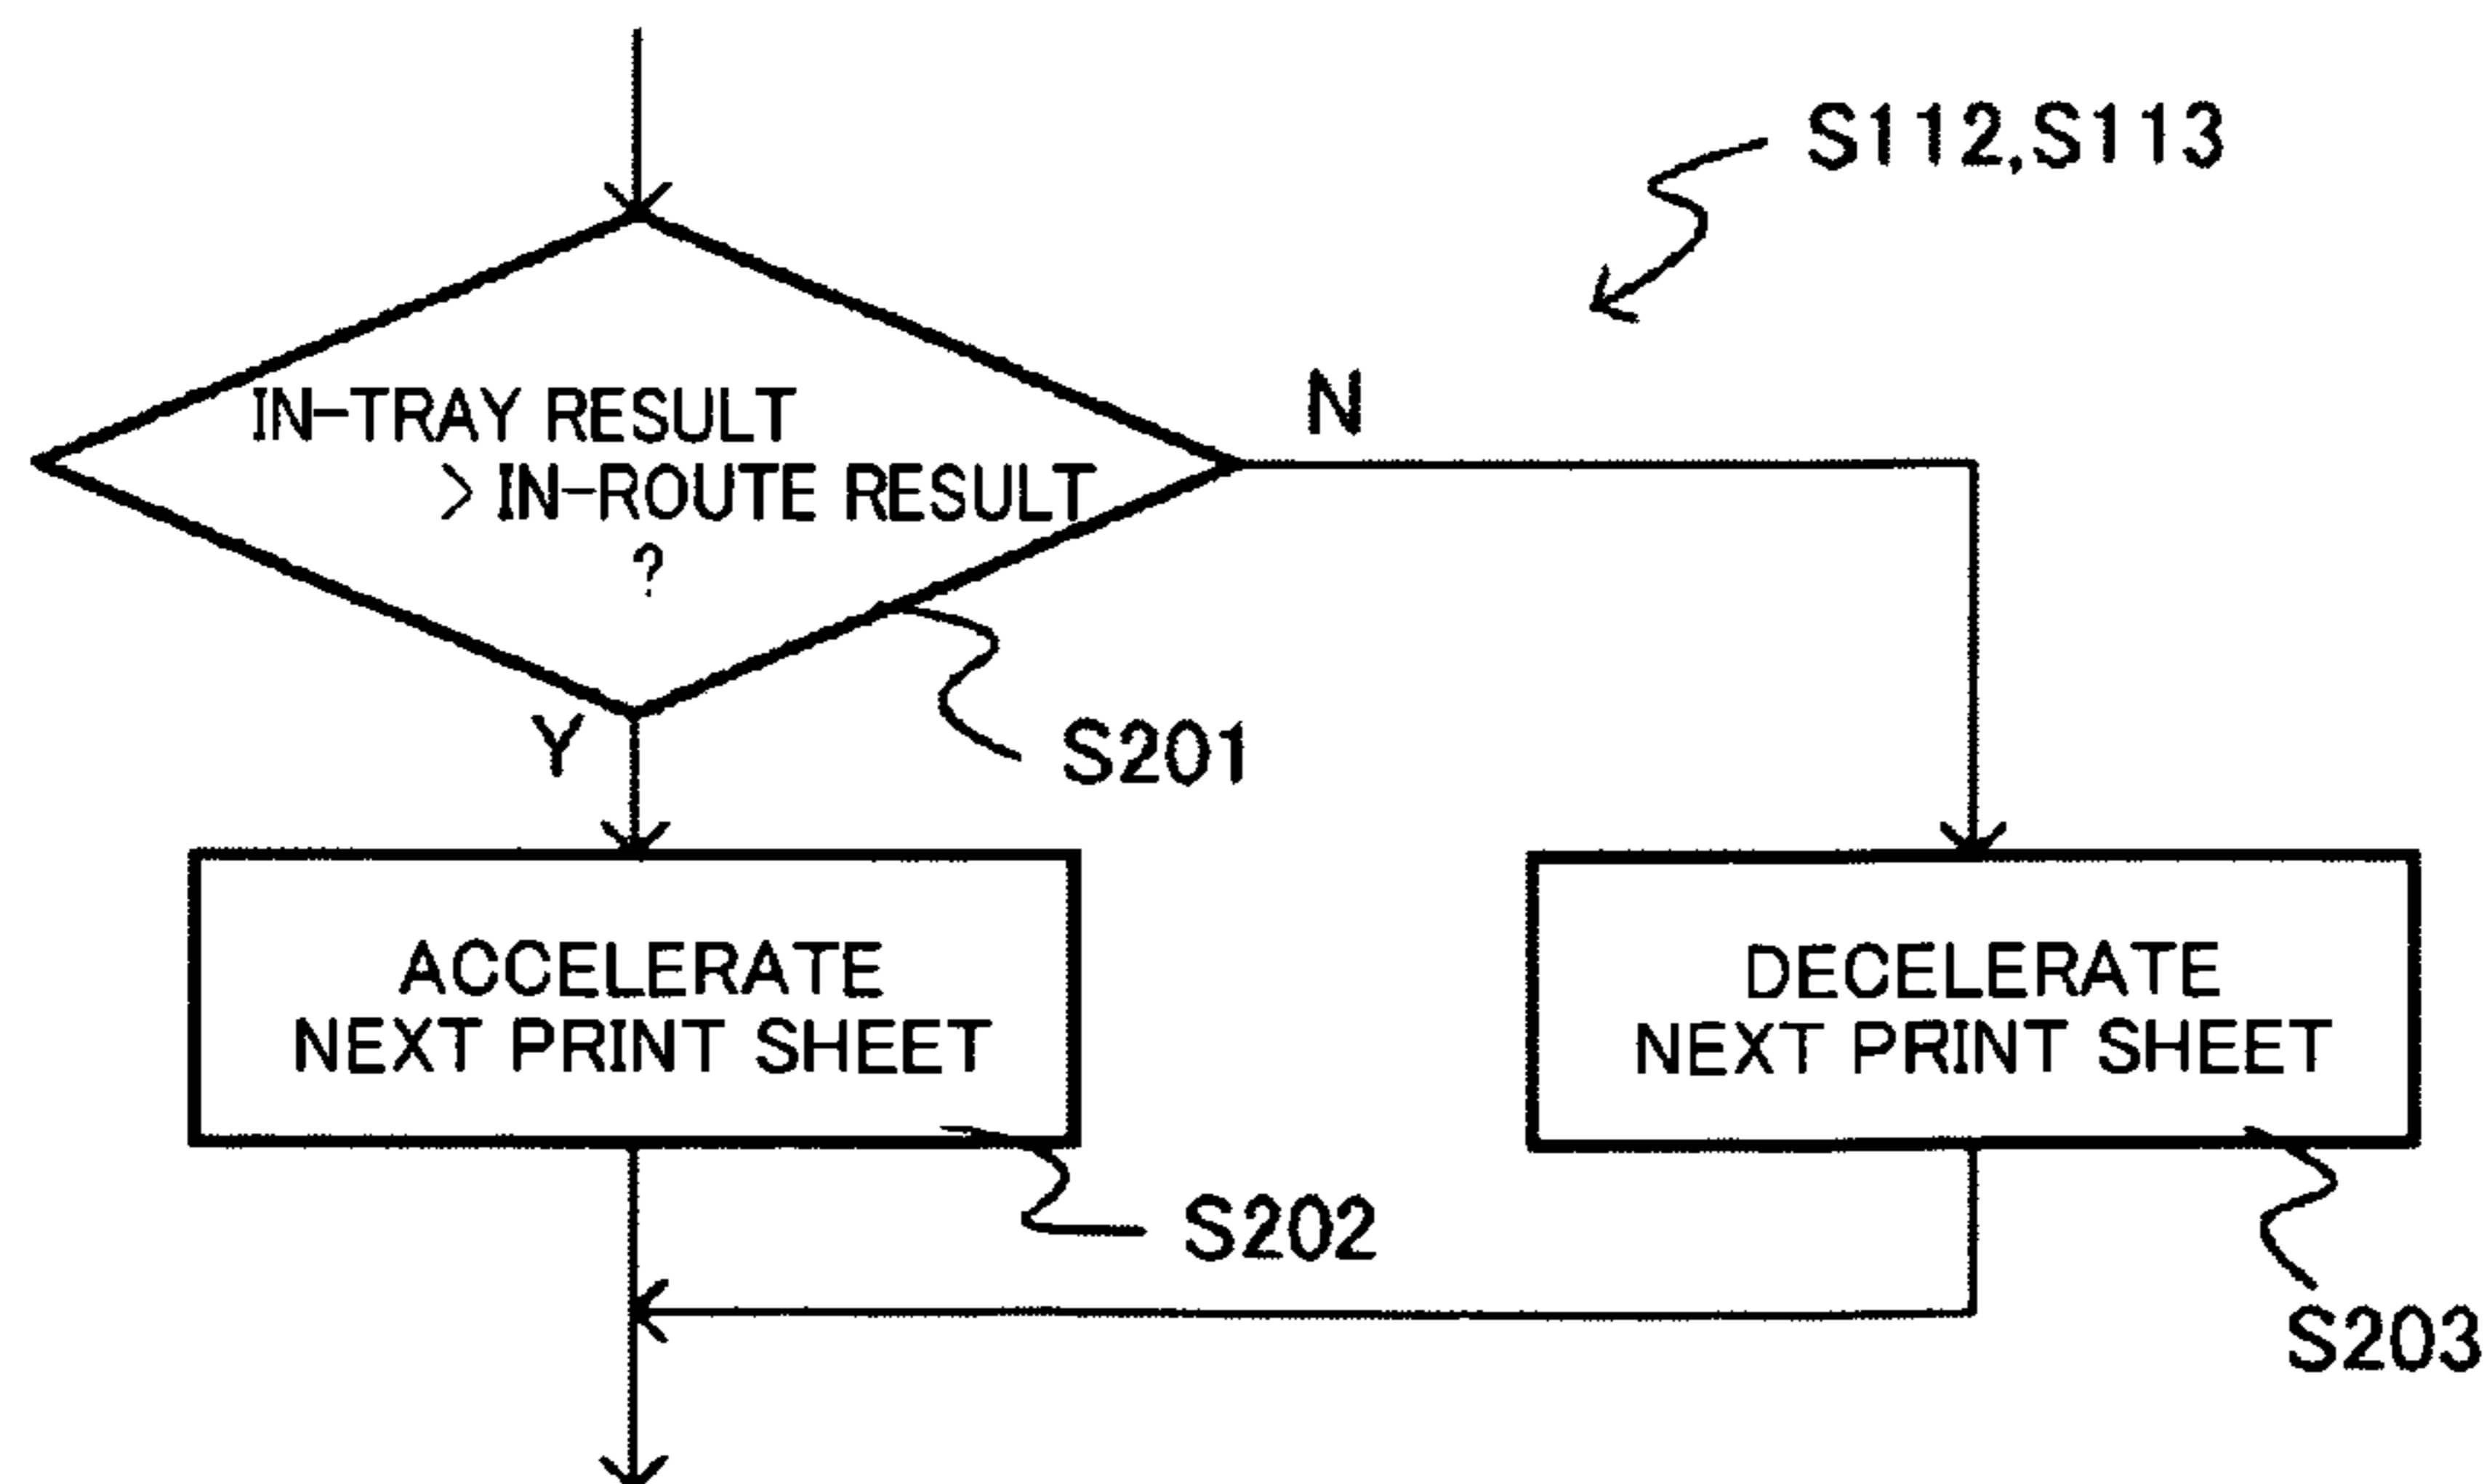 S112,S113
IN-TRAY RESULT
> IN-ROUTE RESULT
?
N
Y
S201
ACCELERATE
NEXT PRINT SHEET
S202
DECELERATE
NEXT PRINT SHEET
S203